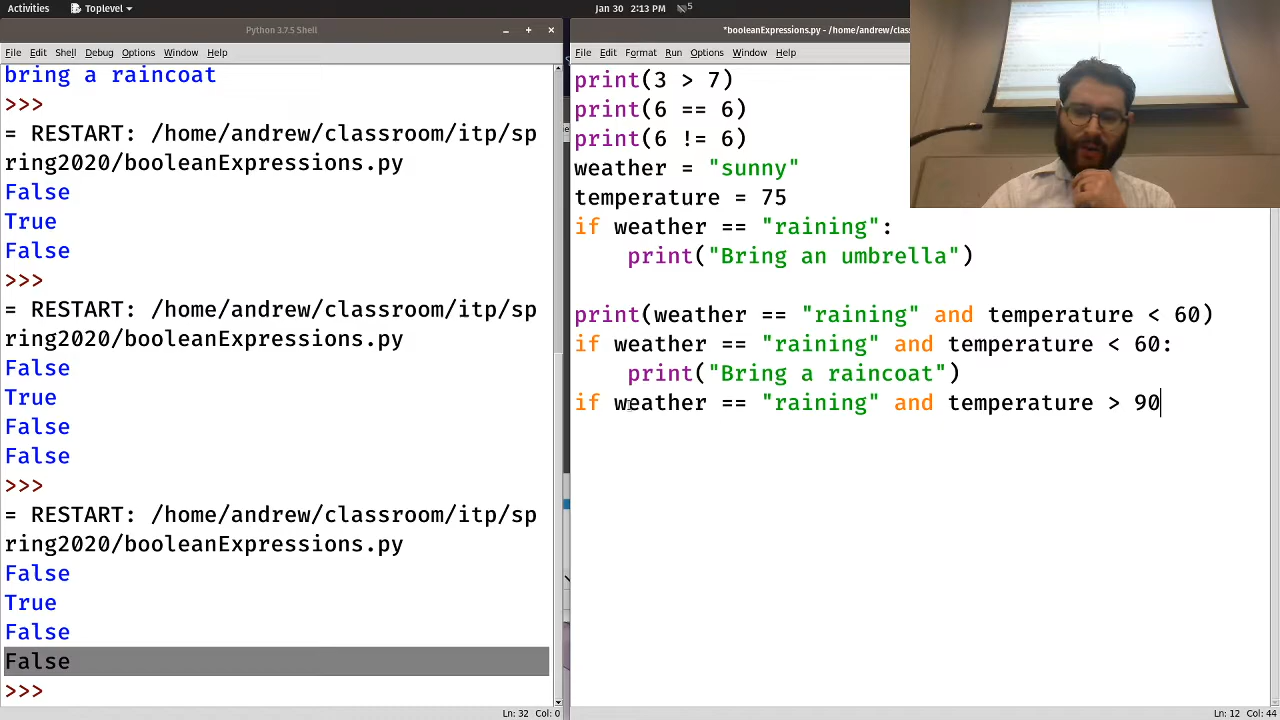 Activities
Toplevel
Jan 30 2:13 PM
5
Python 3.7.5 Shell
File Edit Shell Debug Options Window Help
bring a raincoat
>>>
= RESTART: /home/andrew/classroom/itp/sp
ring2020/booleanExpressions.py
False
True
False
>>>
= RESTART: /home/andrew/classroom/itp/sp
ring2020/booleanExpressions.py
False
True
False
False
>>>
= RESTART: /home/andrew/classroom/itp/sp
ring2020/booleanExpressions.py
False
True
False
False
>>>
Ln: 32 Col: 0
*booleanExpressions.py - /home/andrew/class
File Edit Format Run Options Window Help
print(3 > 7)
print(6 == 6)
print(6 != 6)
weather = "sunny"
temperature = 75
if weather == "raining":
    print("Bring an umbrella")
print(weather == "raining" and temperature < 60)
if weather == "raining" and temperature < 60:
    print("Bring a raincoat")
if weather == "raining" and temperature > 90
Ln: 12 Col: 44